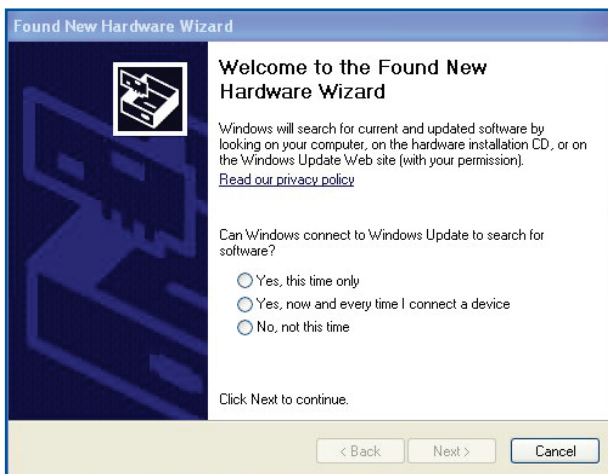 Found New Hardware Wizard
Welcome to the Found New
Hardware Wizard
Windows will search for current and updated software by
looking on your computer, on the hardware installation CD, or on
the Windows Update Web site (with your permission).
Read our privacy policy
Can Windows connect to Windows Update to search for
software?
Yes, this time only
Yes, now and every time I connect a device
No, not this time
Click Next to continue.
< Back
Next >
Cancel